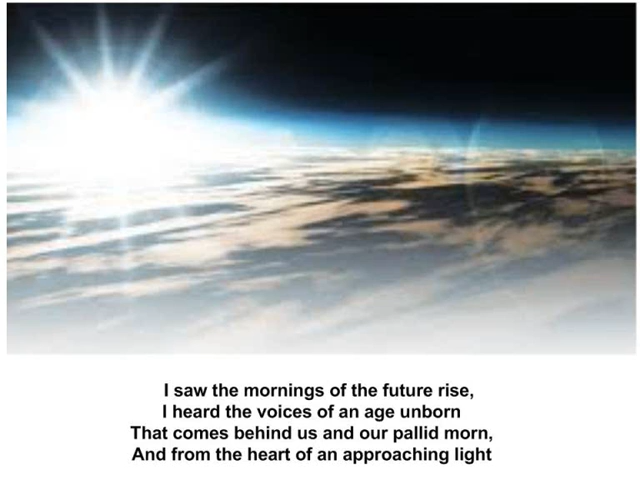 I saw the mornings of the future rise,
I heard the voices of an age unborn
That comes behind us and our pallid morn,
And from the heart of an approaching light